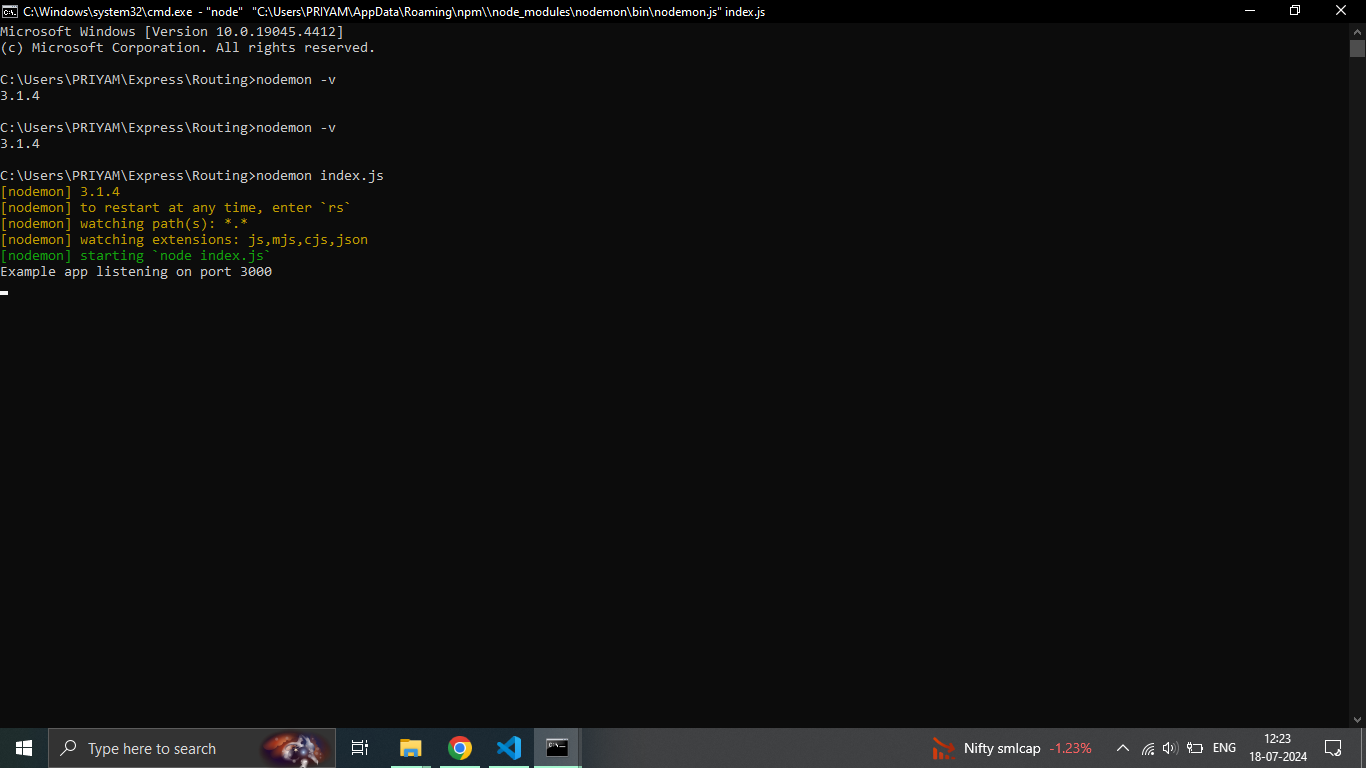 C:\Windows\system32\cmd.exe - "node" "C:\Users\PRIYAM\AppData\Roaming\npm\\node_modules\nodemon\bin\nodemon.js" index.js
Microsoft Windows [Version 10.0.19045.4412]
(c) Microsoft Corporation. All rights reserved.
C:\Users\PRIYAM\Express\Routing>nodemon -v
3.1.4
C:\Users\PRIYAM\Express\Routing>nodemon -v
3.1.4
C:\Users\PRIYAM\Express\Routing>nodemon index.js
[nodemon] 3.1.4
[nodemon] to restart at any time, enter `rs`
[nodemon] watching path(s): *.*
[nodemon] watching extensions: js,mjs,cjs,json
[nodemon] starting `node index.js`
Example app listening on port 3000
Type here to search
Nifty smlcap -1.23%
ENG
12:23
18-07-2024